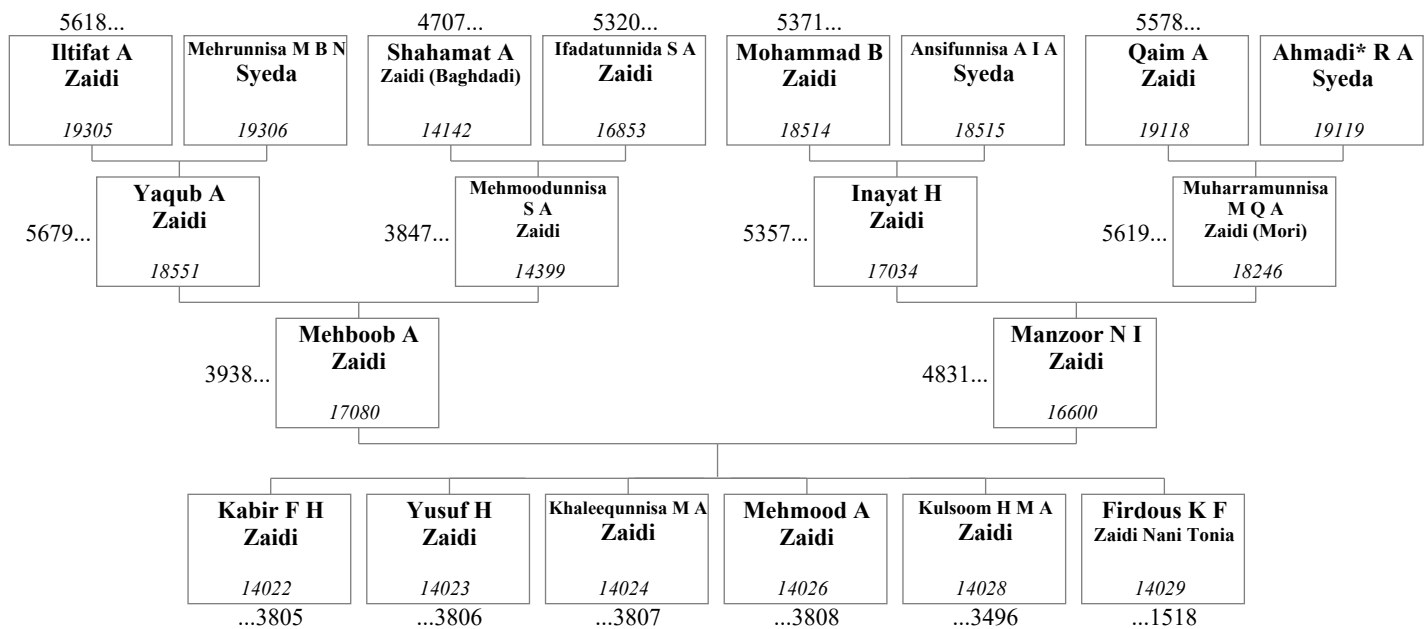 5618...
4707...
5320...
5371...
5578...
Iltifat A
Zaidi
19305
Mehrunnisa M B N
Syeda
19306
Shahamat A
Zaidi (Baghdadi)
14142
Ifadatunnida S A
Zaidi
16853
Mohammad B
Zaidi
18514
Ansifunnisa A I A
Syeda
18515
Qaim A
Zaidi
19118
Ahmadi* R A
Syeda
19119
5679...
Yaqub A
Zaidi
18551
3847...
Mehmoodunnisa
S A
Zaidi
14399
5357...
Inayat H
Zaidi
17034
5619...
Muharramunnisa
M Q A
Zaidi (Mori)
18246
3938...
Mehboob A
Zaidi
17080
4831...
Manzoor N I
Zaidi
16600
Kabir F H
Zaidi
14022
...3805
Yusuf H
Zaidi
14023
...3806
Khaleequnnisa M A
Zaidi
14024
...3807
Mehmood A
Zaidi
14026
...3808
Kulsoom H M A
Zaidi
14028
...3496
Firdous K F
Zaidi Nani Tonia
14029
...1518